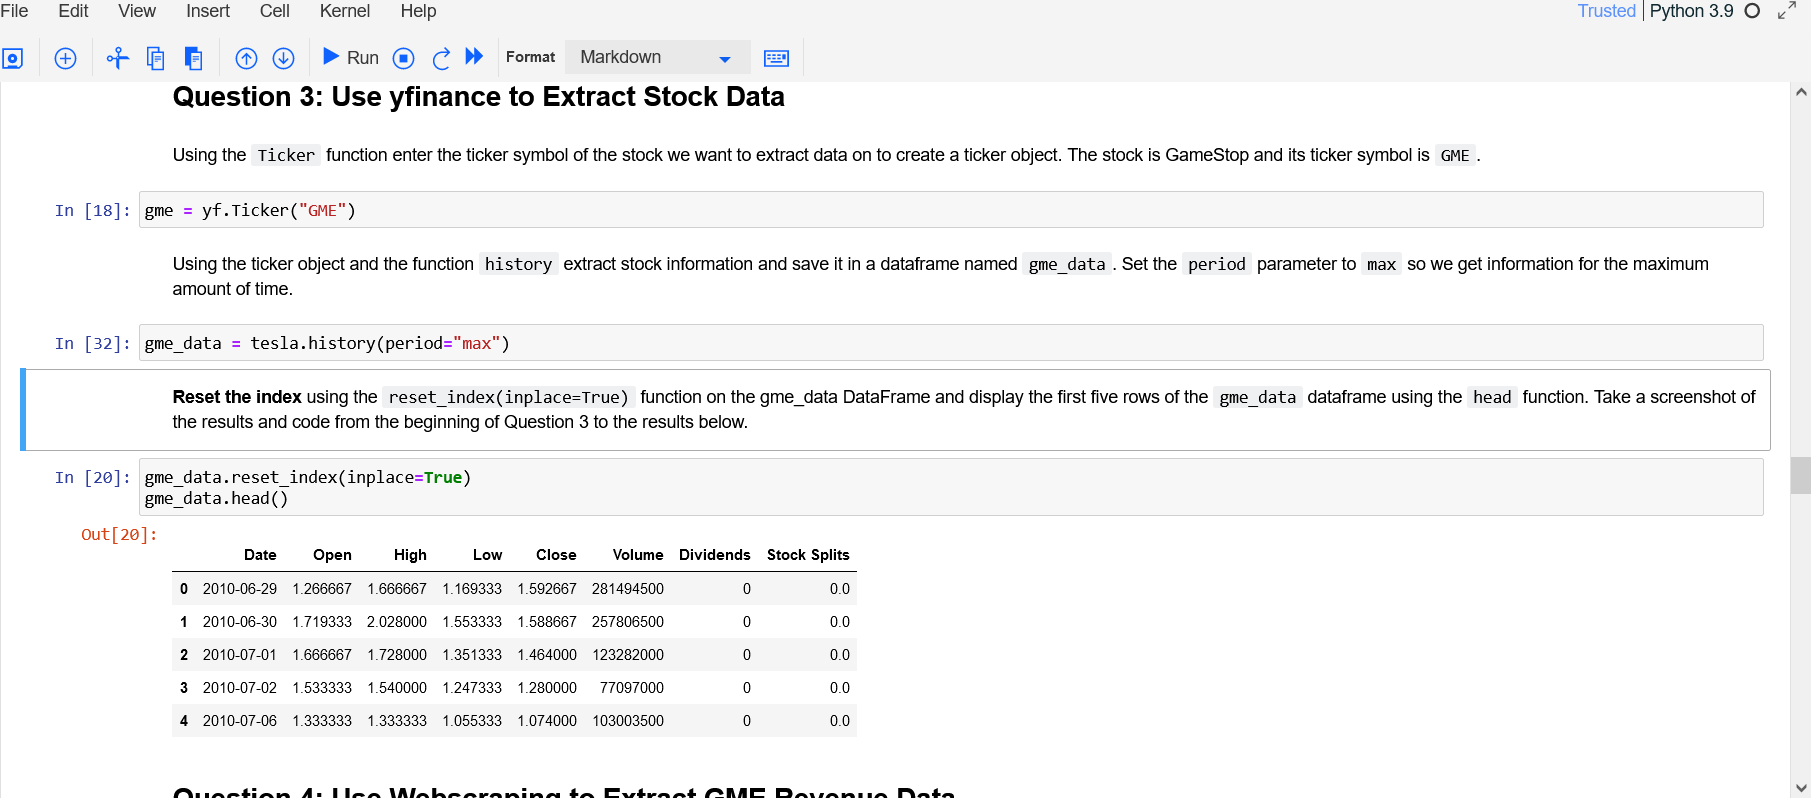 File Edit View Insert Cell Kernel Help Trusted Python 3.9
Run Format Markdown
Question 3: Use yfinance to Extract Stock Data
Using the Ticker function enter the ticker symbol of the stock we want to extract data on to create a ticker object. The stock is GameStop and its ticker symbol is GME .
In [18]: gme = yf.Ticker("GME")
Using the ticker object and the function history extract stock information and save it in a dataframe named gme_data . Set the period parameter to max so we get information for the maximum
amount of time.
In [32]: gme_data = tesla.history(period="max")
Reset the index using the reset_index(inplace=True) function on the gme_data DataFrame and display the first five rows of the gme_data dataframe using the head function. Take a screenshot of
the results and code from the beginning of Question 3 to the results below.
In [20]: gme_data.reset_index(inplace=True)
gme_data.head()
Out[20]:
Date Open High Low Close Volume Dividends Stock Splits
0 2010-06-29 1.266667 1.666667 1.169333 1.592667 281494500 0 0.0
1 2010-06-30 1.719333 2.028000 1.553333 1.588667 257806500 0 0.0
2 2010-07-01 1.666667 1.728000 1.351333 1.464000 123282000 0 0.0
3 2010-07-02 1.533333 1.540000 1.247333 1.280000 77097000 0 0.0
4 2010-07-06 1.333333 1.333333 1.055333 1.074000 103003500 0 0.0
Question 4: Use Webscraping to Extract GME Revenue Data